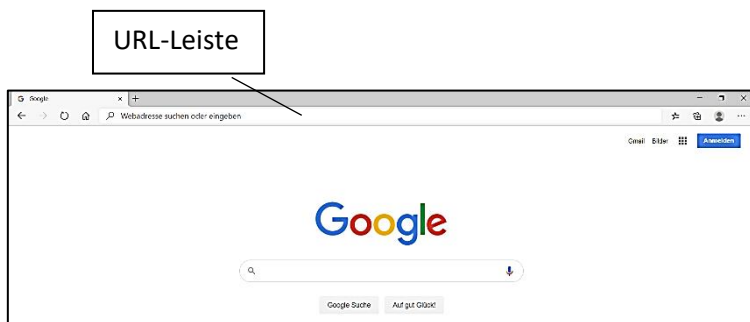 URL-Leiste
Google
Webadresse suchen oder eingeben
Gmail Bilder Anmelden
Google
Google Suche Auf gut Glück!